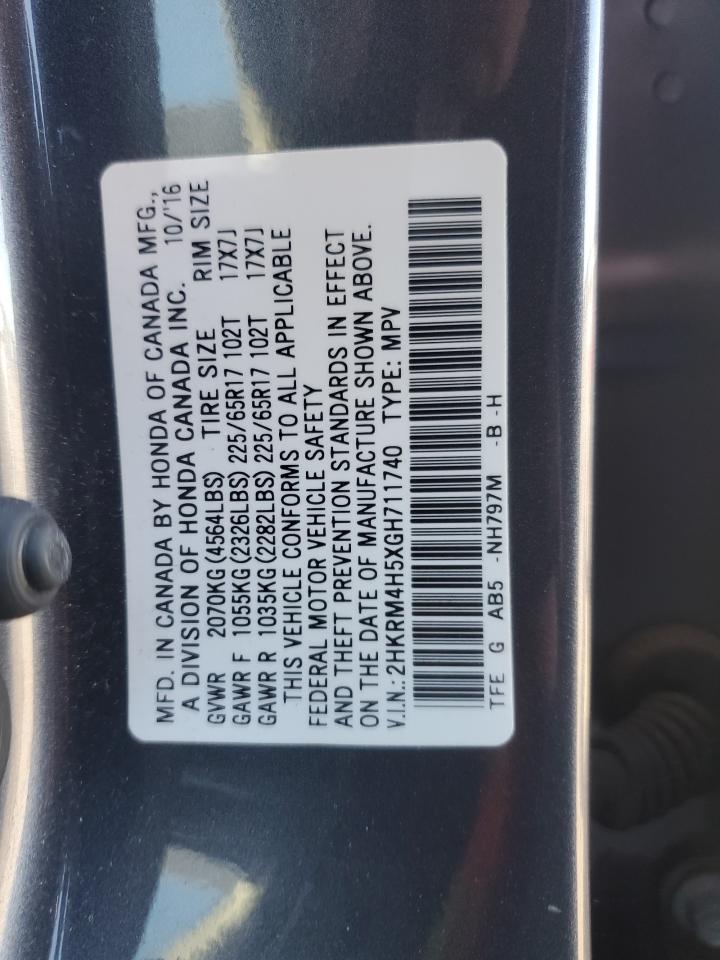 MFD. IN CANADA BY HONDA OF CANADA MFG.,
A DIVISION OF HONDA CANADA INC. 10/'16
GVWR 2070KG(4564LBS) TIRE SIZE RIM SIZE
GAWR F 1055KG(2326LBS) 225/65R17 102T 17X7J
GAWR R 1035KG(2282LBS) 225/65R17 102T 17X7J
THIS VEHICLE CONFORMS TO ALL APPLICABLE
FEDERAL MOTOR VEHICLE SAFETY
AND THEFT PREVENTION STANDARDS IN EFFECT
ON THE DATE OF MANUFACTURE SHOWN ABOVE.
V.I.N.:2HKRM4H5XGH711740 TYPE: MPV
TFE G AB5 -NH797M -B -H